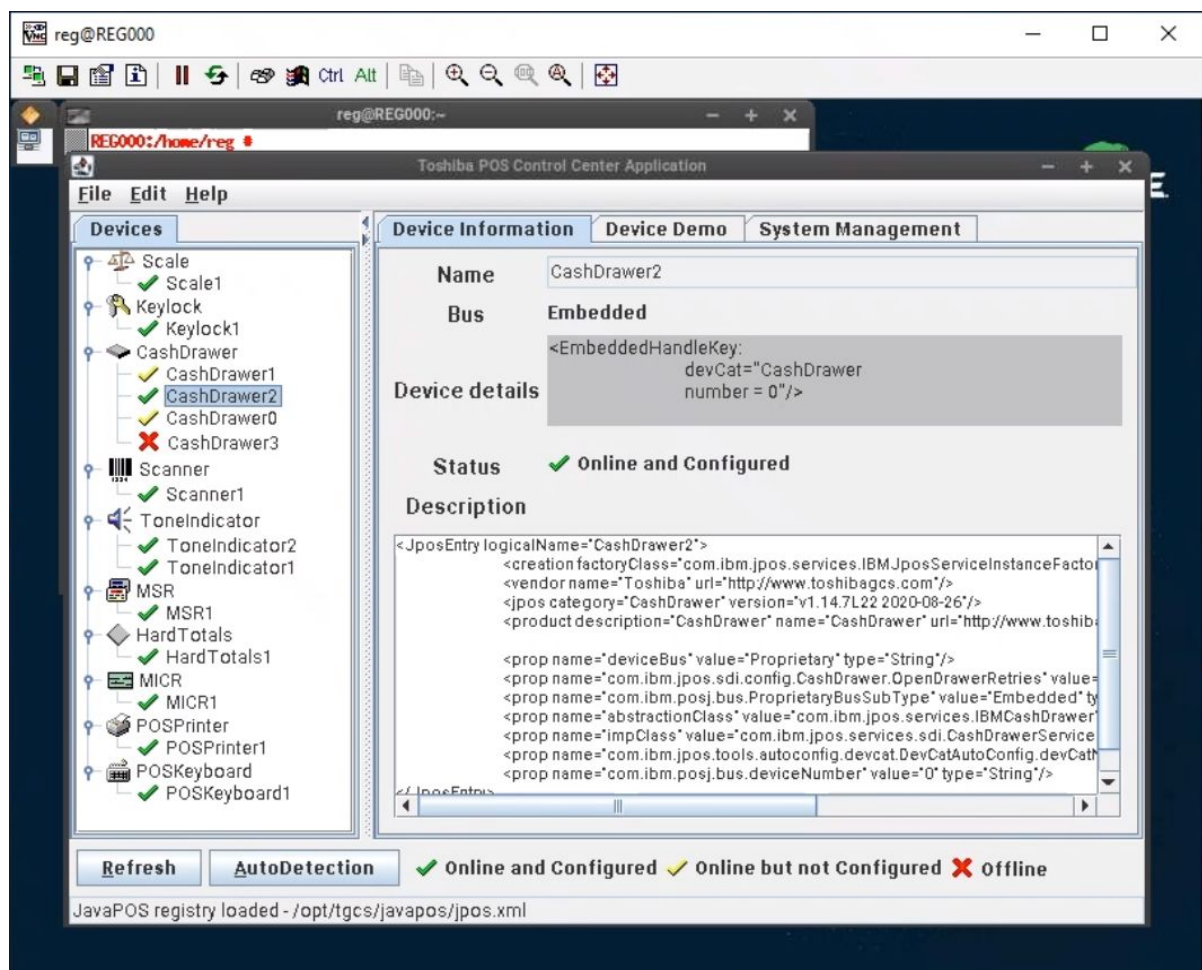 reg@REG000
Ctrl Alt
reg@REG000:~
REG000:/home/reg #
Toshiba POS Control Center Application
E.
File Edit Help
Devices
Scale
Scale1
Keylock
Keylock1
CashDrawer
CashDrawer1
CashDrawer2
CashDrawer0
CashDrawer3
Scanner
Scanner1
ToneIndicator
ToneIndicator2
ToneIndicator1
MSR
MSR1
HardTotals
HardTotals1
MICR
MICR1
POSPrinter
POSPrinter1
POSKeyboard
POSKeyboard1
Device Information Device Demo System Management
Name CashDrawer2
Bus Embedded
Device details
<EmbeddedHandleKey:
devCat="CashDrawer
number = 0"/>
Status Online and Configured
Description
<JposEntry logicalName="CashDrawer2">
<creation factoryClass="com.ibm.jpos.services.IBMJposServiceInstanceFacto
<vendor name="Toshiba" url="http://www.toshibagcs.com"/>
<jpos category="CashDrawer" version="v1.14.7L22 2020-08-26"/>
<product description="CashDrawer" name="CashDrawer" url="http://www.toshib
<prop name="deviceBus" value="Proprietary" type="String"/>
<prop name="com.ibm.jpos.sdi.config.CashDrawer.OpenDrawerRetries" value=
<prop name="com.ibm.posj.bus.ProprietaryBusSubType" value="Embedded" ty
<prop name="abstractionClass" value="com.ibm.jpos.services.IBMCashDrawer"
<prop name="impClass" value="com.ibm.jpos.services.sdi.CashDrawerService
<prop name="com.ibm.jpos.tools.autoconfig.devcat.DevCatAutoConfig.devCat
<prop name="com.ibm.posj.bus.deviceNumber" value="0" type="String"/>
</JposEntry>
Refresh AutoDetection Online and Configured Online but not Configured Offline
JavaPOS registry loaded - /opt/tgcs/javapos/jpos.xml